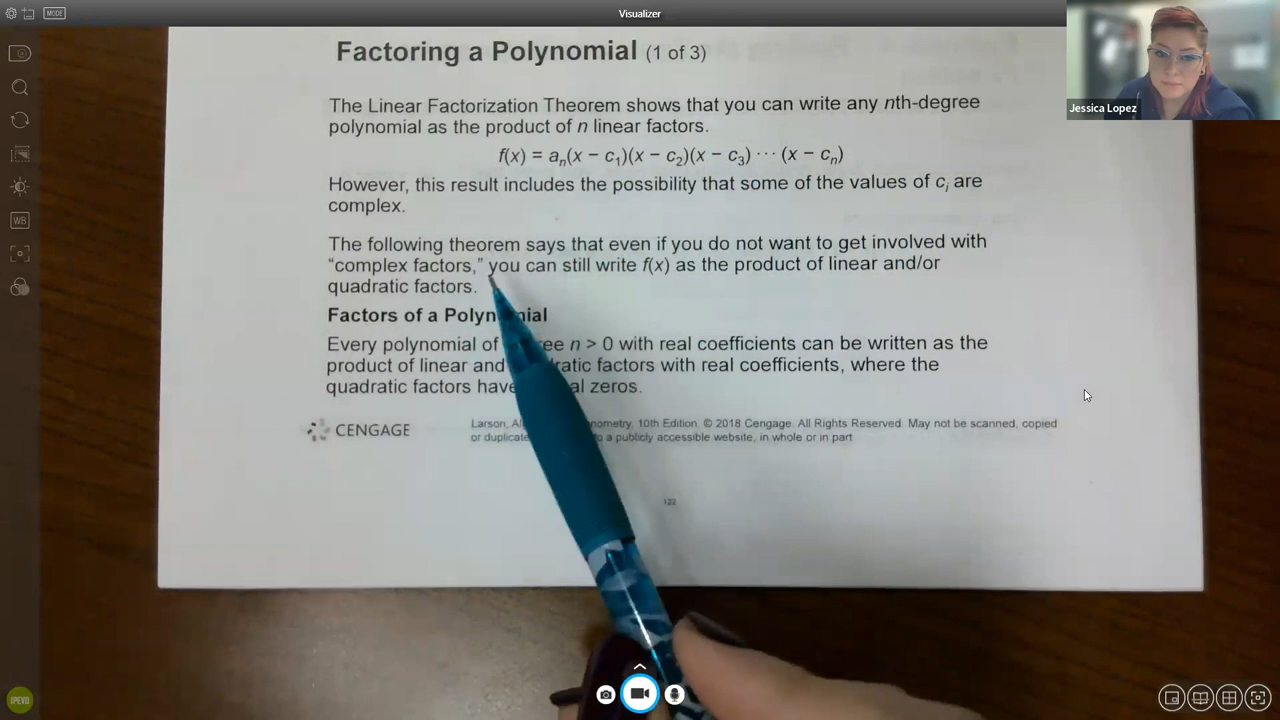 Visualizer
MODE
Factoring a Polynomial (1 of 3)
Jessica Lopez
The Linear Factorization Theorem shows that you can write any nth-degree
polynomial as the product of n linear factors.
f(x) = aₙ(x − c₁)(x − c₂)(x − c₃) ⋯ (x − cₙ)
However, this result includes the possibility that some of the values of cᵢ are
complex.
WB
The following theorem says that even if you do not want to get involved with
“complex factors,” you can still write f(x) as the product of linear and/or
quadratic factors.
Factors of a Polynomial
Every polynomial of n > 0 with real coefficients can be written as the
product of linear and factors with real coefficients, where the
quadratic factors have zeros.
CENGAGE
Larson, nometry, 10th Edition. © 2018 Cengage. All Rights Reserved. May not be scanned, copied
or duplicate to a publicly accessible website, in whole or in part
122
IPEVO